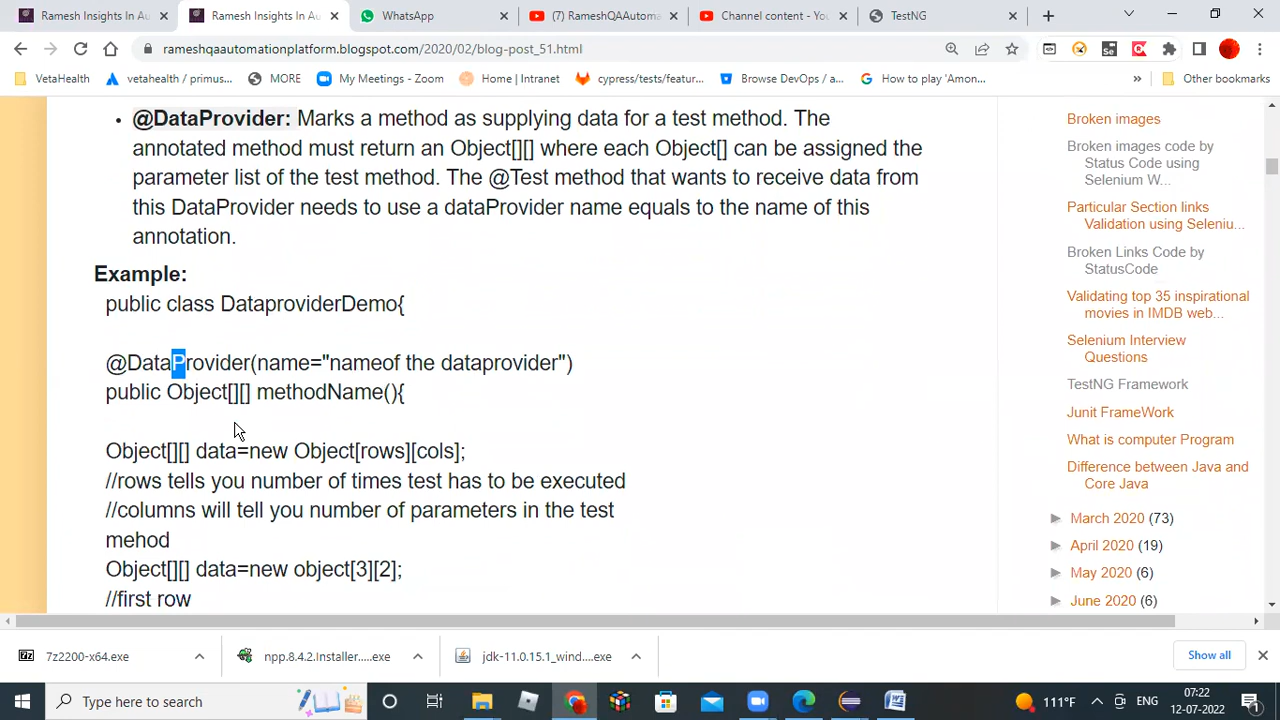 Ramesh Insights In Au
Ramesh Insights In Au
WhatsApp
(7) RameshQAAutoma
Channel content - You
TestNG
rameshqaautomationplatform.blogspot.com/2020/02/blog-post_51.html
VetaHealth
vetahealth / primus...
MORE
My Meetings - Zoom
Home | Intranet
cypress/tests/featur...
Browse DevOps / a...
How to play 'Amon...
Other bookmarks
@DataProvider: Marks a method as supplying data for a test method. The
annotated method must return an Object[][] where each Object[] can be assigned the
parameter list of the test method. The @Test method that wants to receive data from
this DataProvider needs to use a dataProvider name equals to the name of this
annotation.
Example:
public class DataproviderDemo{
@DataProvider(name="nameof the dataprovider")
public Object[][] methodName(){
Object[][] data=new Object[rows][cols];
//rows tells you number of times test has to be executed
//columns will tell you number of parameters in the test
mehod
Object[][] data=new object[3][2];
//first row
Broken images
Broken images code by
Status Code using
Selenium W...
Particular Section links
Validation using Seleniu...
Broken Links Code by
StatusCode
Validating top 35 inspirational
movies in IMDB web...
Selenium Interview
Questions
TestNG Framework
Junit FrameWork
What is computer Program
Difference between Java and
Core Java
March 2020 (73)
April 2020 (19)
May 2020 (6)
June 2020 (6)
7z2200-x64.exe
npp.8.4.2.Installer.....exe
jdk-11.0.15.1_wind....exe
Show all
Type here to search
111°F
ENG
07:22
12-07-2022